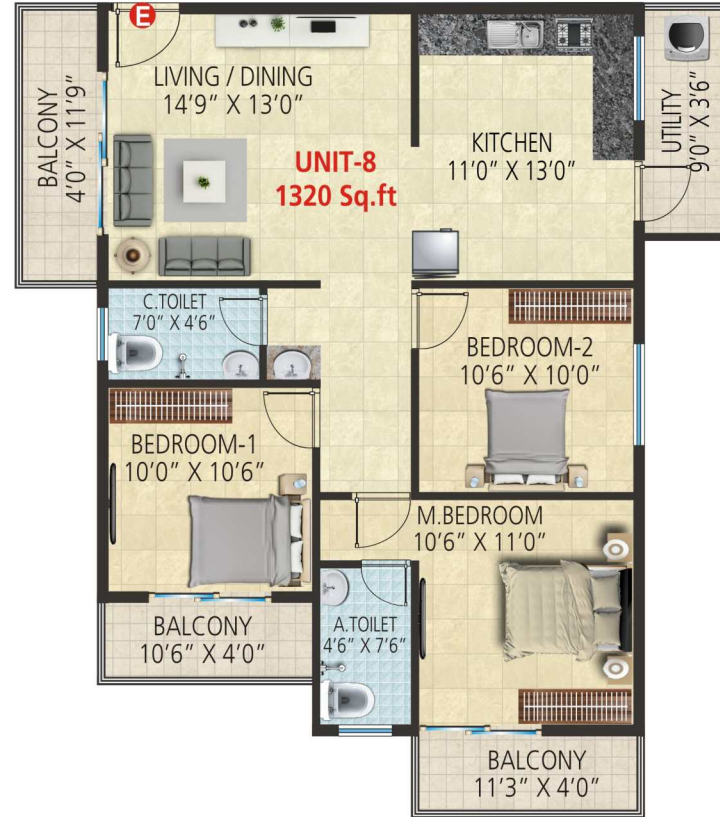 E
LIVING / DINING
14'9" X 13'0"
BALCONY
4'0" X 11'9"
UNIT-8
1320 Sq.ft
KITCHEN
11'0" X 13'0"
UTILITY
9'0" X 3'6"
C.TOILET
7'0" X 4'6"
BEDROOM-2
10'6" X 10'0"
BEDROOM-1
10'0" X 10'6"
M.BEDROOM
10'6" X 11'0"
A.TOILET
4'6" X 7'6"
BALCONY
10'6" X 4'0"
BALCONY
11'3" X 4'0"